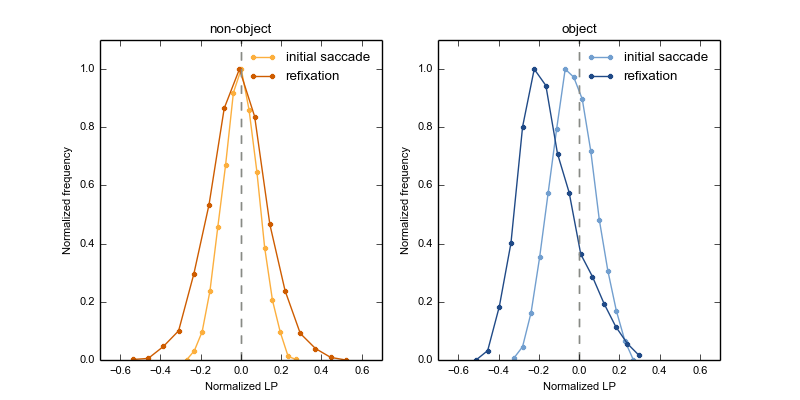 non-object
initial saccade
refixation
Normalized frequency
1.0
0.8
0.6
0.4
0.2
0.0
−0.6 −0.4 −0.2 0.0 0.2 0.4 0.6
Normalized LP
object
initial saccade
refixation
Normalized frequency
1.0
0.8
0.6
0.4
0.2
0.0
−0.6 −0.4 −0.2 0.0 0.2 0.4 0.6
Normalized LP